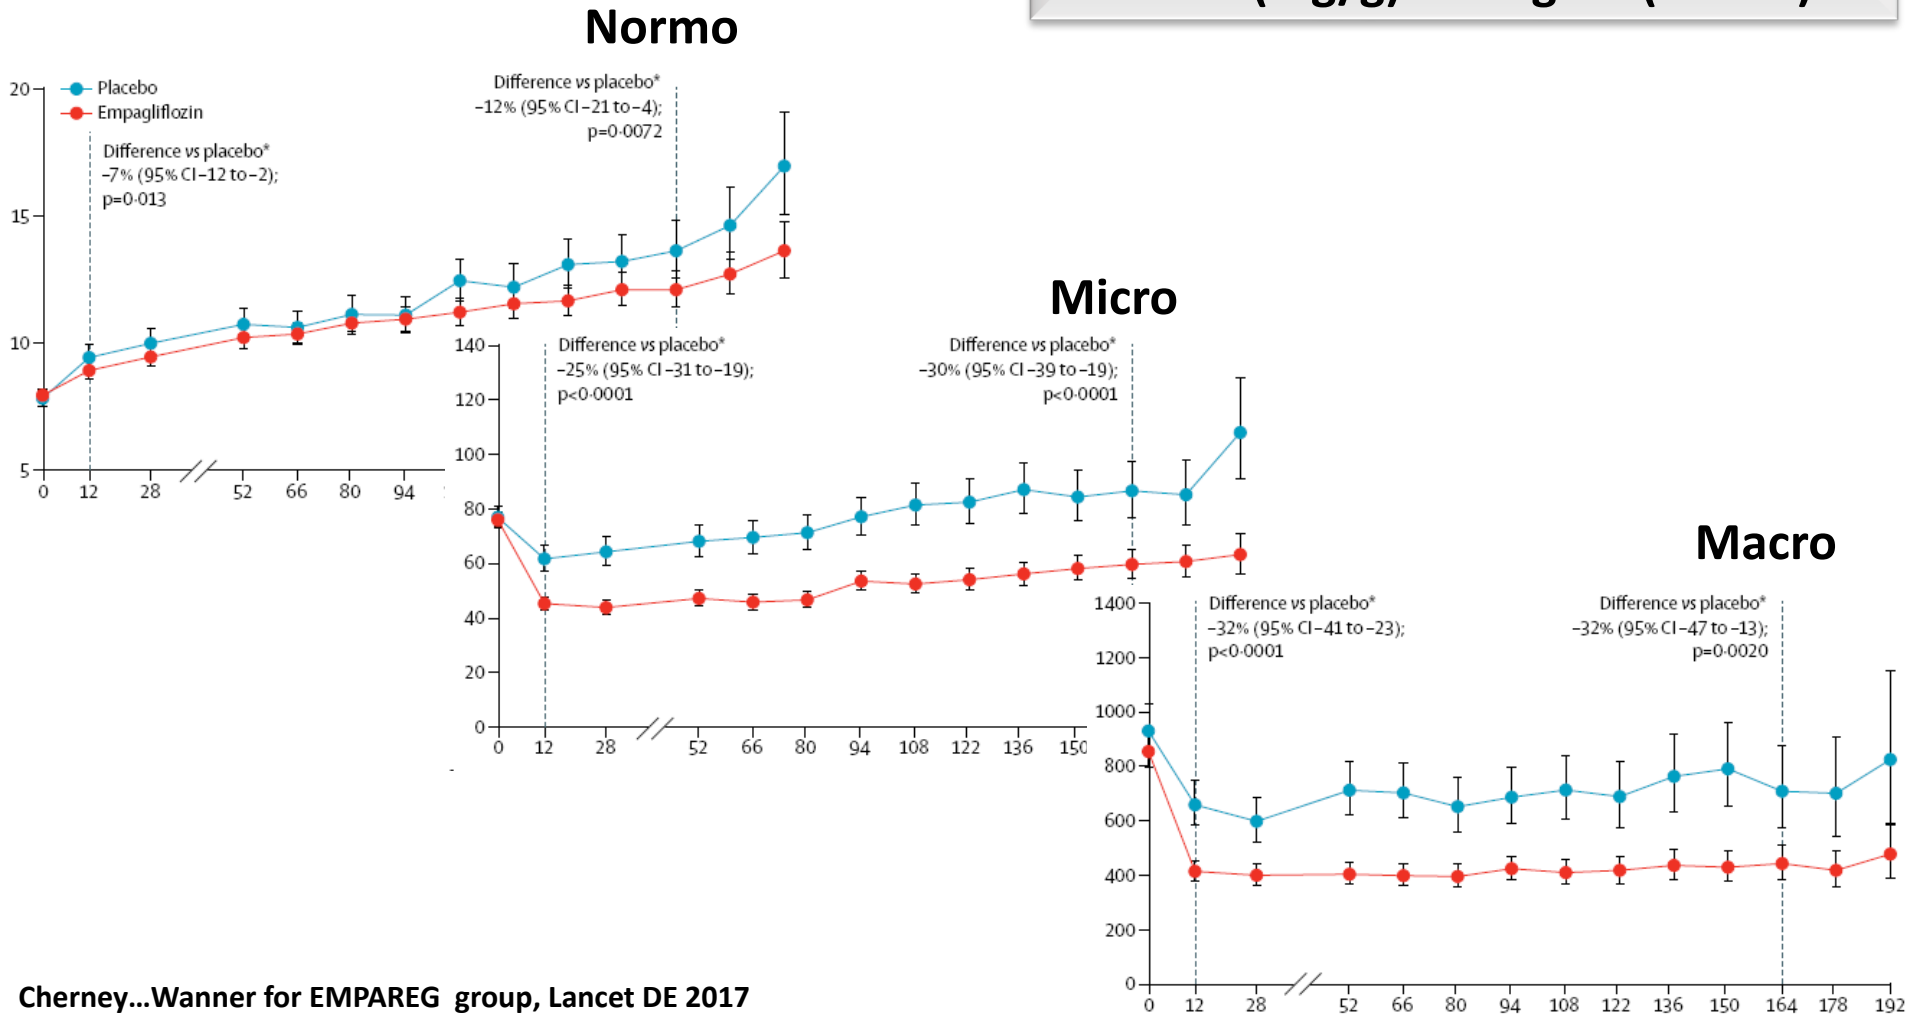 Normo
20
Placebo
Empagliflozin
Difference vs placebo*
−7% (95% CI −12 to −2);
p=0·013
Difference vs placebo*
−12% (95% CI −21 to −4);
p=0·0072
15
10
5
0 12 28 52 66 80 94
Micro
140
Difference vs placebo*
−25% (95% CI −31 to −19);
p<0·0001
Difference vs placebo*
−30% (95% CI −39 to −19);
p<0·0001
120
100
80
60
40
20
0
0 12 28 52 66 80 94 108 122 136 150
Macro
1400
Difference vs placebo*
−32% (95% CI −41 to −23);
p<0·0001
Difference vs placebo*
−32% (95% CI −47 to −13);
p=0·0020
1200
1000
800
600
400
200
0
0 12 28 52 66 80 94 108 122 136 150 164 178 192
Cherney...Wanner for EMPAREG group, Lancet DE 2017